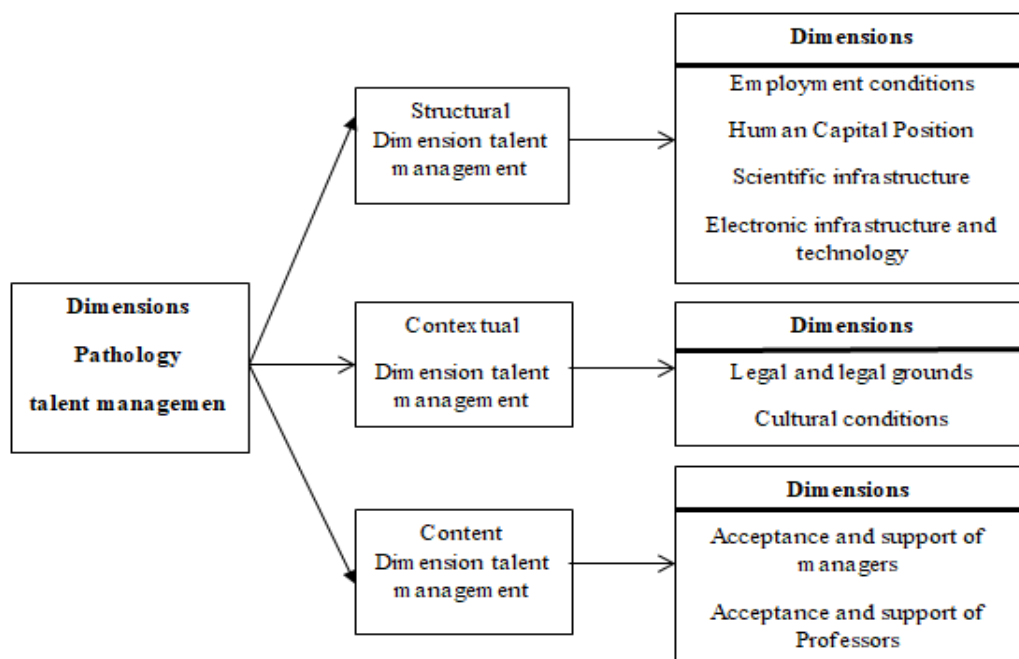 Dimensions
Pathology
talent managemen
Structural
Dimension talent
management
Dimensions
Employment conditions
Human Capital Position
Scientific infrastructure
Electronic infrastructure and
technology
Contextual
Dimension talent
management
Dimensions
Legal and legal grounds
Cultural conditions
Content
Dimension talent
management
Dimensions
Acceptance and support of
managers
Acceptance and support of
Professors